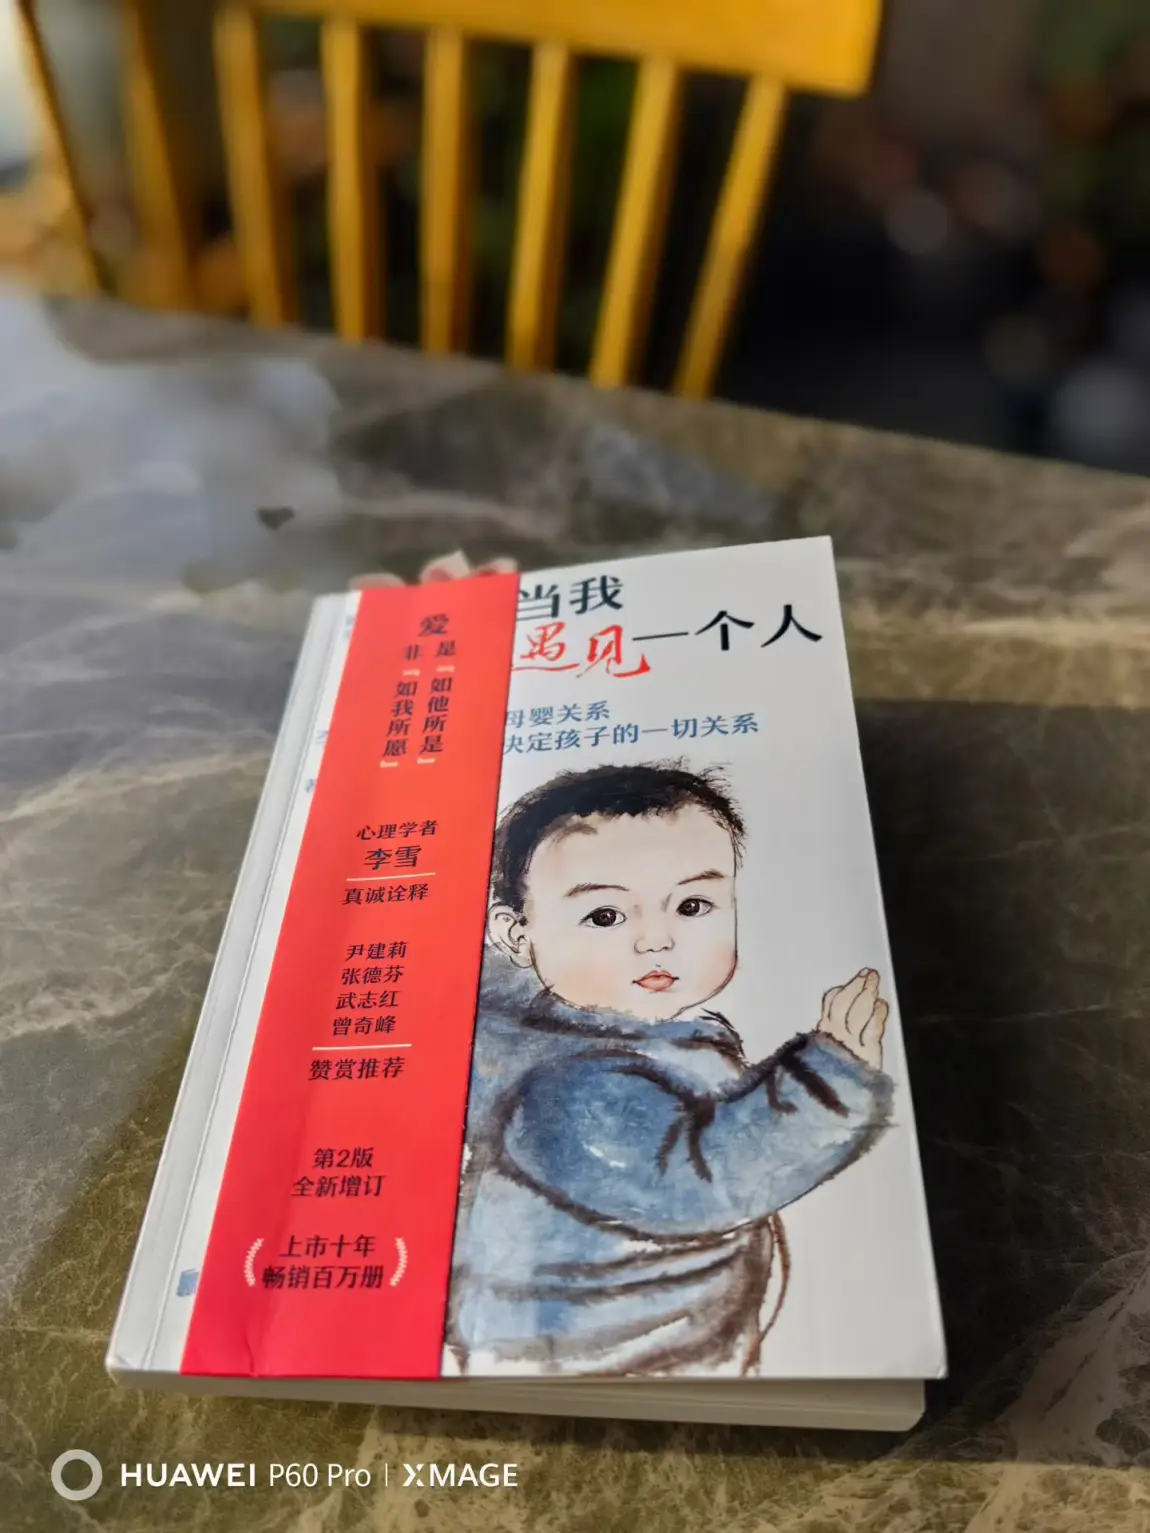 当我
遇见一个人
母婴关系
决定孩子的一切关系
爱
是『如他所是』
非『如我所愿』
心理学者
李雪
真诚诠释
尹建莉
张德芬
武志红
曾奇峰
赞赏推荐
第2版
全新增订
上市十年
畅销百万册
HUAWEI P60 Pro | XMAGE